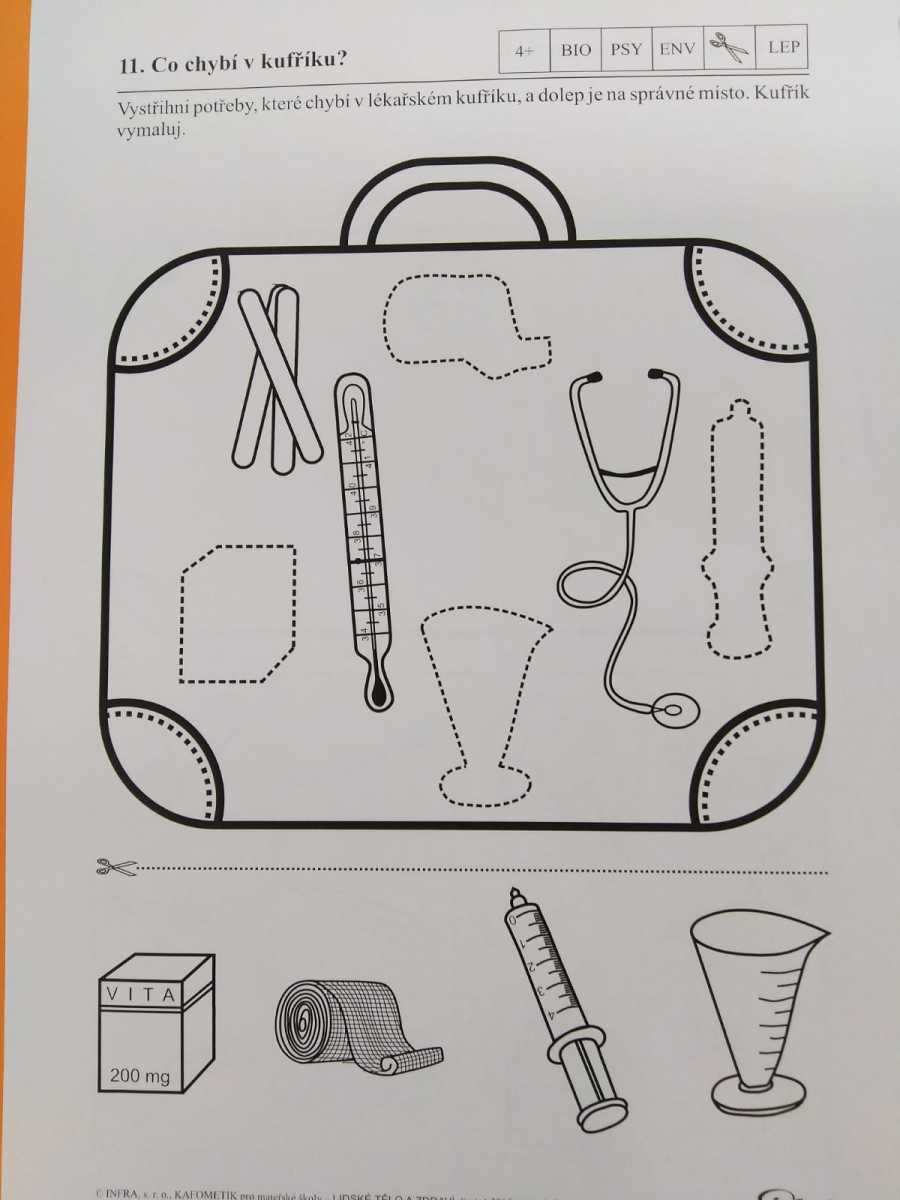 11. Co chybí v kufříku?
4+ BIO PSY ENV LEP
Vystřihni potřeby, které chybí v lékařském kufříku, a dolep je na správné místo. Kufřík
vymaluj.
42 °C
41
40
39
38
37
36
35
34
0
1
2
3
4
VITA
200 mg
© INFRA, s. r. o., KAFOMETÍK pro mateřské školy – LIDSKÉ TĚLO A ZDRAVÍ